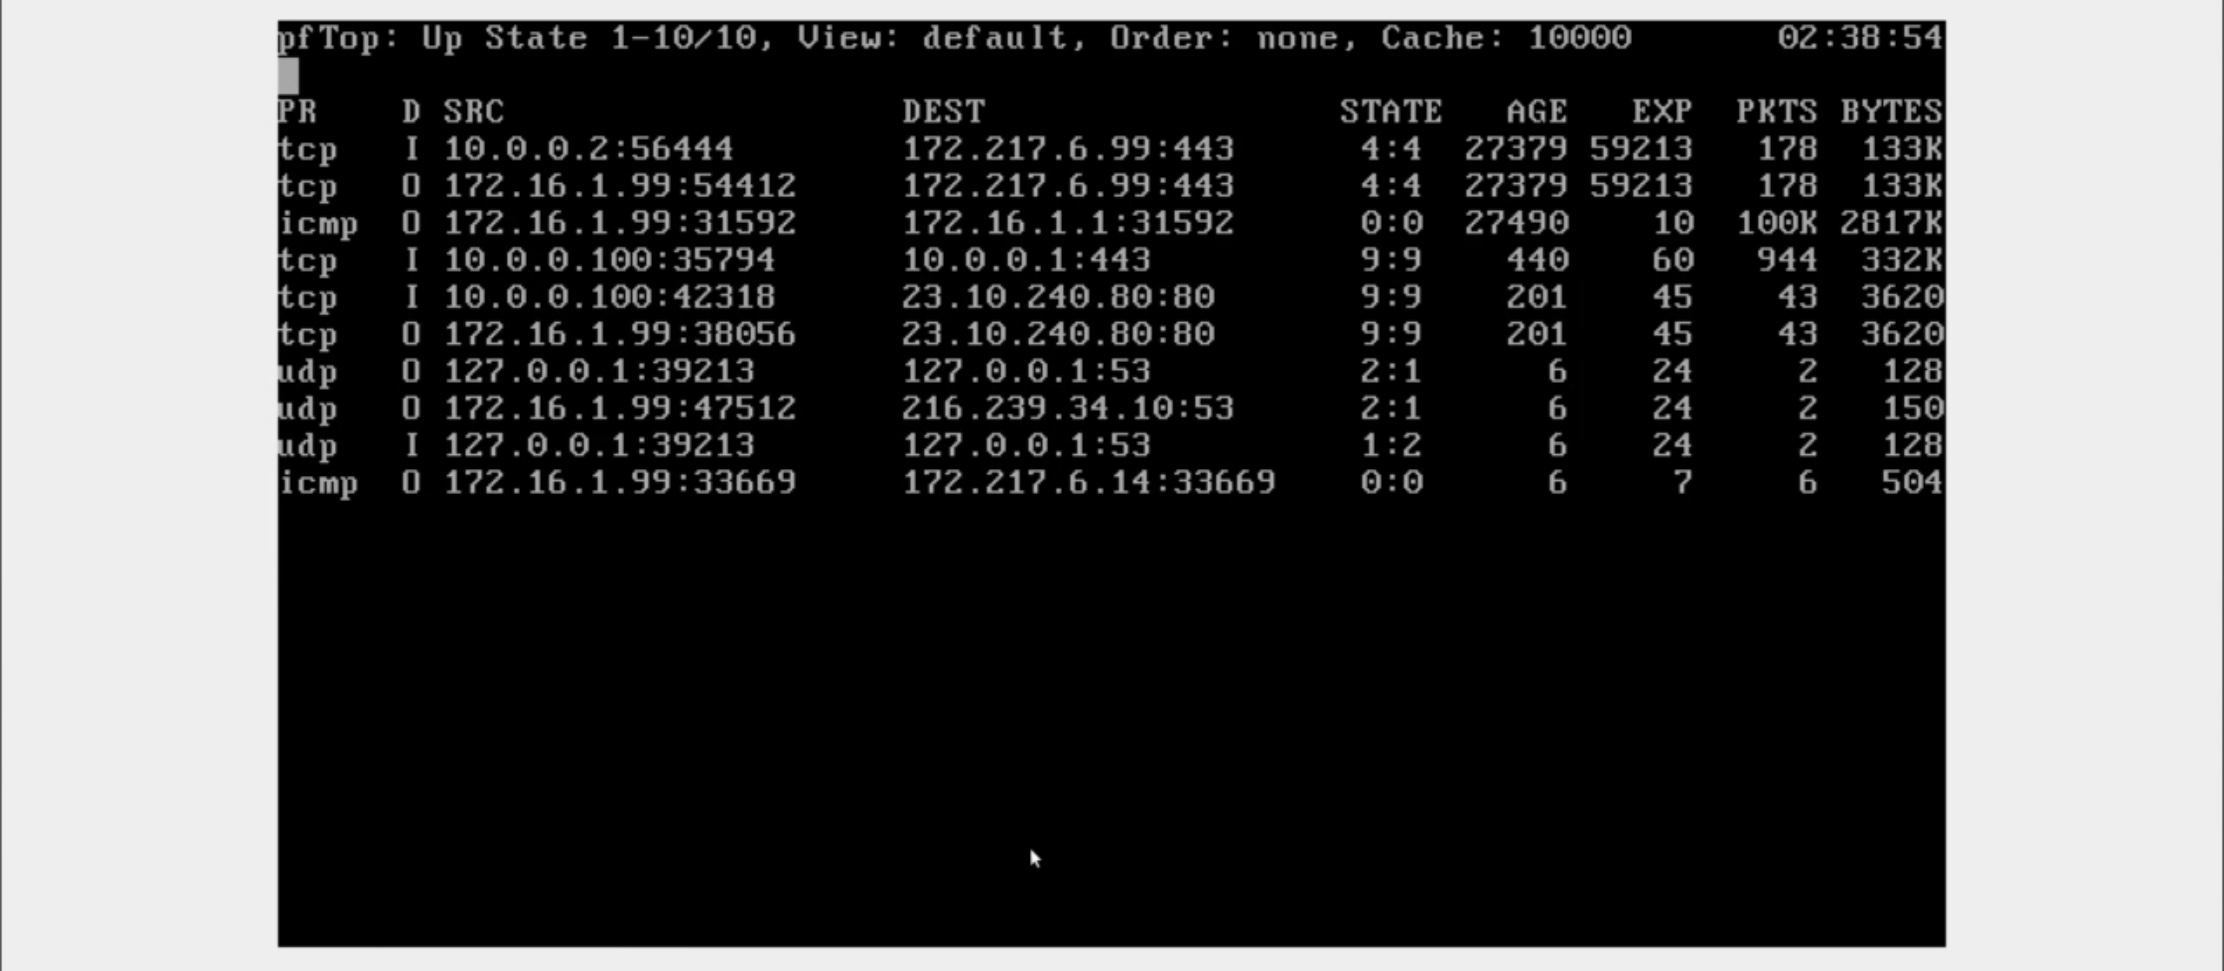 pfTop: Up State 1-10/10, View: default, Order: none, Cache: 10000       02:38:54
PR    D SRC                   DEST                 STATE   AGE   EXP  PKTS BYTES
tcp   I 10.0.0.2:56444        172.217.6.99:443      4:4  27379 59213   178  133K
tcp   O 172.16.1.99:54412     172.217.6.99:443      4:4  27379 59213   178  133K
icmp  O 172.16.1.99:31592     172.16.1.1:31592      0:0  27490    10  100K 2817K
tcp   I 10.0.0.100:35794      10.0.0.1:443          9:9    440    60   944  332K
tcp   I 10.0.0.100:42318      23.10.240.80:80       9:9    201    45    43  3620
tcp   O 172.16.1.99:38056     23.10.240.80:80       9:9    201    45    43  3620
udp   O 127.0.0.1:39213       127.0.0.1:53          2:1      6    24     2   128
udp   O 172.16.1.99:47512     216.239.34.10:53      2:1      6    24     2   150
udp   I 127.0.0.1:39213       127.0.0.1:53          1:2      6    24     2   128
icmp  O 172.16.1.99:33669     172.217.6.14:33669    0:0      6     7     6   504